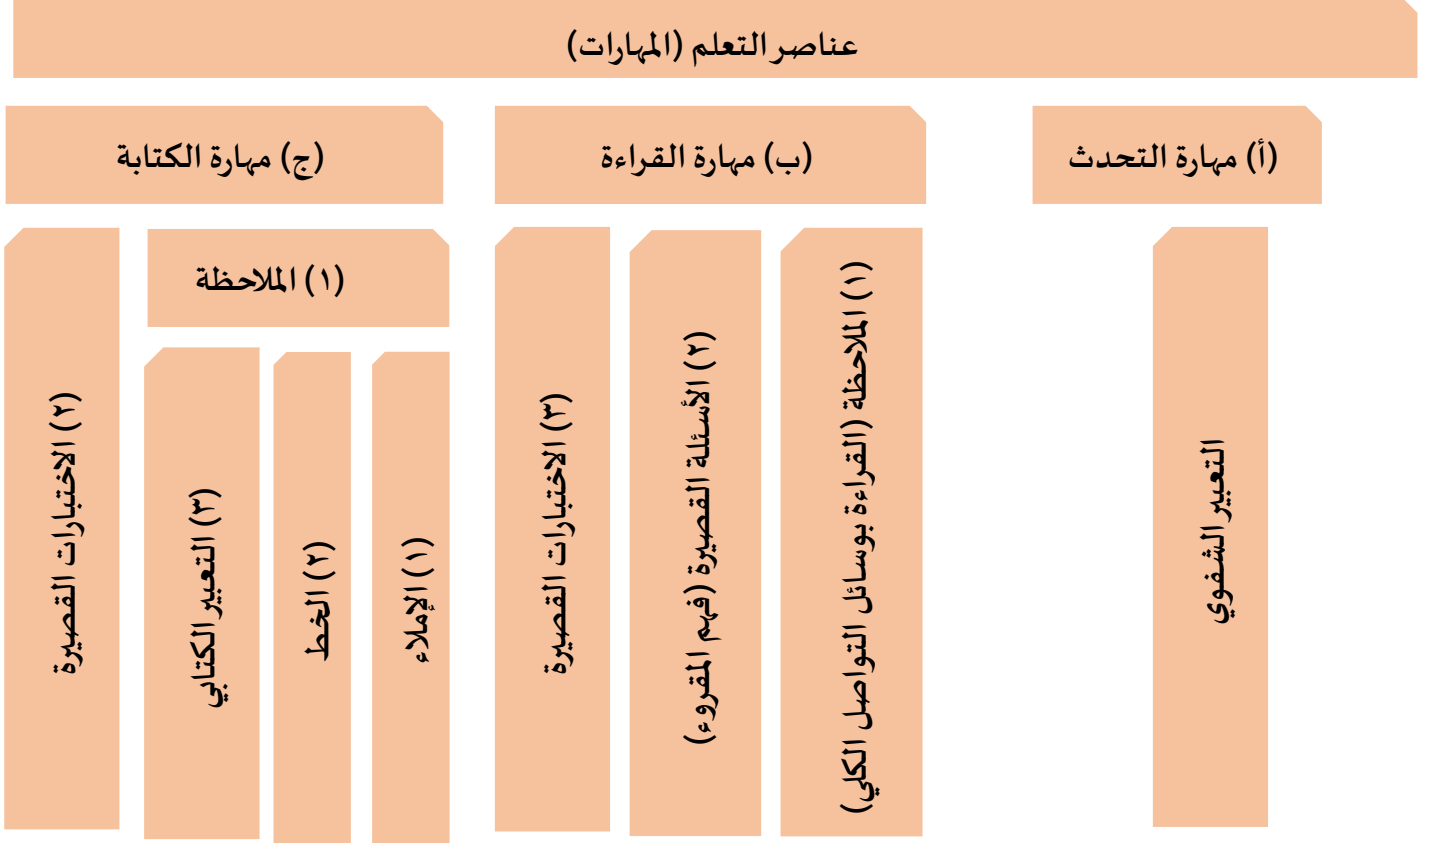 عناصر التعلم (المهارات)
(أ) مهارة التحدث
(ب) مهارة القراءة
(ج) مهارة الكتابة
التعبير الشفوي
(١) الملاحظة (القراءة بوسائل التواصل الكلي)
(٢) الأسئلة القصيرة (فهم المقروء)
(٣) الاختبارات القصيرة
(١) الملاحظة
(١) الإملاء
(٢) الخط
(٣) التعبير الكتابي
(٢) الاختبارات القصيرة